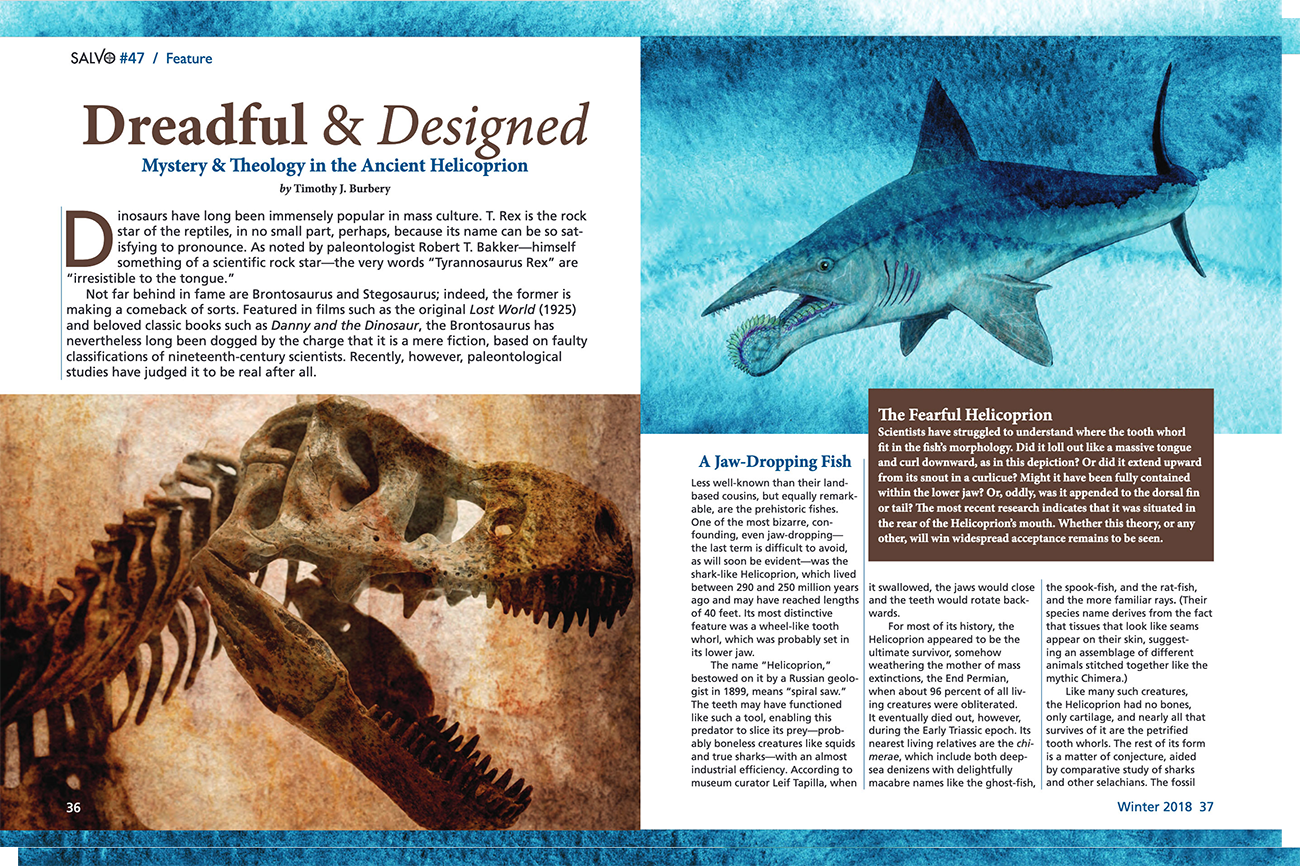 SALVO #47 / Feature
Dreadful & Designed
Mystery & Theology in the Ancient Helicoprion
by Timothy J. Burbery
Dinosaurs have long been immensely popular in mass culture. T. Rex is the rock
star of the reptiles, in no small part, perhaps, because its name can be so sat-
isfying to pronounce. As noted by paleontologist Robert T. Bakker—himself
something of a scientific rock star—the very words “Tyrannosaurus Rex” are
“irresistible to the tongue.”
Not far behind in fame are Brontosaurus and Stegosaurus; indeed, the former is
making a comeback of sorts. Featured in films such as the original Lost World (1925)
and beloved classic books such as Danny and the Dinosaur, the Brontosaurus has
nevertheless long been dogged by the charge that it is a mere fiction, based on faulty
classifications of nineteenth-century scientists. Recently, however, paleontological
studies have judged it to be real after all.
36
The Fearful Helicoprion
Scientists have struggled to understand where the tooth whorl
fit in the fish’s morphology. Did it loll out like a massive tongue
and curl downward, as in this depiction? Or did it extend upward
from its snout in a curlicue? Might it have been fully contained
within the lower jaw? Or, oddly, was it appended to the dorsal fin
or tail? The most recent research indicates that it was situated in
the rear of the Helicoprion’s mouth. Whether this theory, or any
other, will win widespread acceptance remains to be seen.
A Jaw-Dropping Fish
Less well-known than their land-
based cousins, but equally remark-
able, are the prehistoric fishes.
One of the most bizarre, con-
founding, even jaw-dropping—
the last term is difficult to avoid,
as will soon be evident—was the
shark-like Helicoprion, which lived
between 290 and 250 million years
ago and may have reached lengths
of 40 feet. Its most distinctive
feature was a wheel-like tooth
whorl, which was probably set in
its lower jaw.
The name “Helicoprion,”
bestowed on it by a Russian geolo-
gist in 1899, means “spiral saw.”
The teeth may have functioned
like such a tool, enabling this
predator to slice its prey—prob-
ably boneless creatures like squids
and true sharks—with an almost
industrial efficiency. According to
museum curator Leif Tapilla, when
it swallowed, the jaws would close
and the teeth would rotate back-
wards.
For most of its history, the
Helicoprion appeared to be the
ultimate survivor, somehow
weathering the mother of mass
extinctions, the End Permian,
when about 96 percent of all liv-
ing creatures were obliterated.
It eventually died out, however,
during the Early Triassic epoch. Its
nearest living relatives are the chi-
merae, which include both deep-
sea denizens with delightfully
macabre names like the ghost-fish,
the spook-fish, and the rat-fish,
and the more familiar rays. (Their
species name derives from the fact
that tissues that look like seams
appear on their skin, suggest-
ing an assemblage of different
animals stitched together like the
mythic Chimera.)
Like many such creatures,
the Helicoprion had no bones,
only cartilage, and nearly all that
survives of it are the petrified
tooth whorls. The rest of its form
is a matter of conjecture, aided
by comparative study of sharks
and other selachians. The fossil
Winter 2018 37